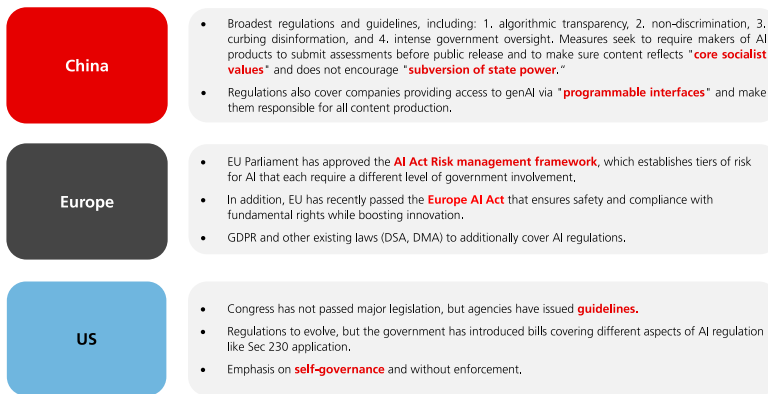 China
• Broadest regulations and guidelines, including: 1. algorithmic transparency, 2. non-discrimination, 3.
curbing disinformation, and 4. intense government oversight. Measures seek to require makers of AI
products to submit assessments before public release and to make sure content reflects "core socialist
values" and does not encourage "subversion of state power."
• Regulations also cover companies providing access to genAI via "programmable interfaces" and make
them responsible for all content production.
Europe
• EU Parliament has approved the AI Act Risk management framework, which establishes tiers of risk
for AI that each require a different level of government involvement.
• In addition, EU has recently passed the Europe AI Act that ensures safety and compliance with
fundamental rights while boosting innovation.
• GDPR and other existing laws (DSA, DMA) to additionally cover AI regulations.
US
• Congress has not passed major legislation, but agencies have issued guidelines.
• Regulations to evolve, but the government has introduced bills covering different aspects of AI regulation
like Sec 230 application.
• Emphasis on self-governance and without enforcement.